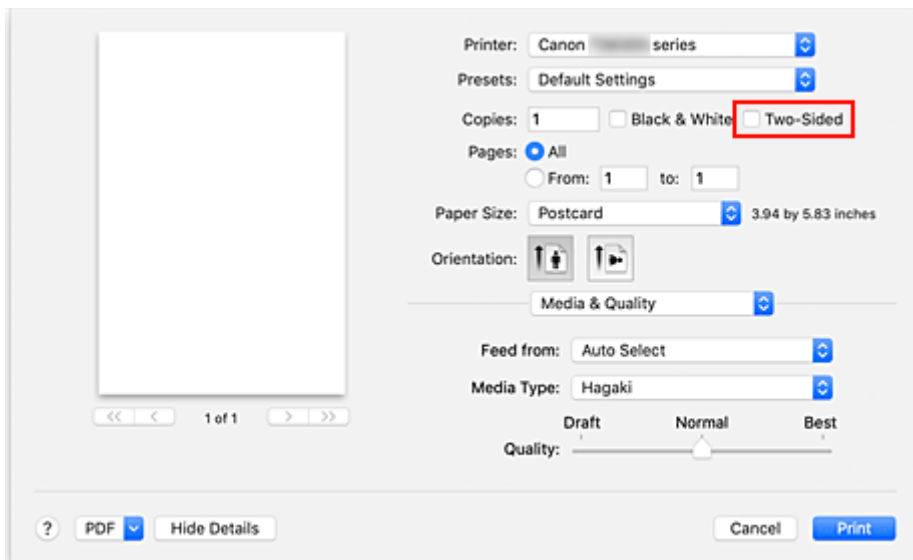 Printer: Canon series
Presets: Default Settings
Copies: 1 Black & White Two-Sided
Pages: All
From: 1 to: 1
Paper Size: Postcard 3.94 by 5.83 inches
Orientation:
Media & Quality
Feed from: Auto Select
Media Type: Hagaki
Draft Normal Best
Quality:
<< < 1 of 1 > >>
? PDF Hide Details Cancel Print